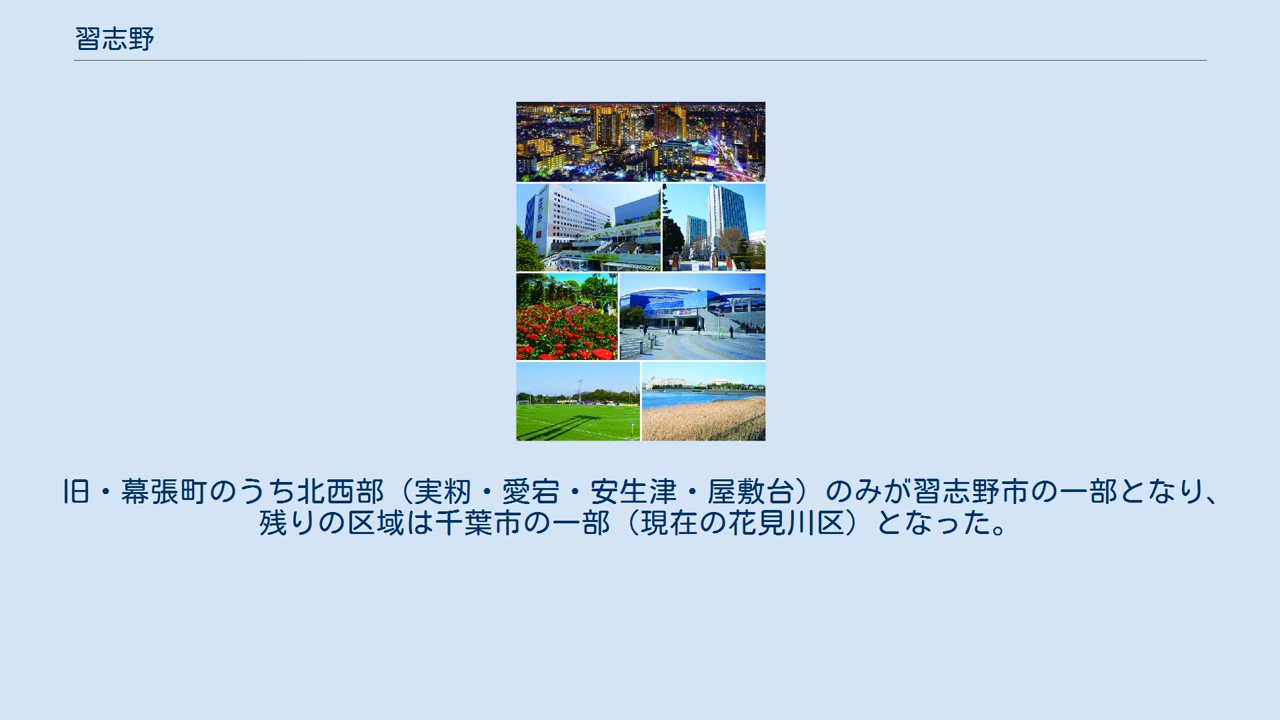 習志野
旧・幕張町のうち北西部（実籾・愛宕・安生津・屋敷台）のみが習志野市の一部となり、
残りの区域は千葉市の一部（現在の花見川区）となった。